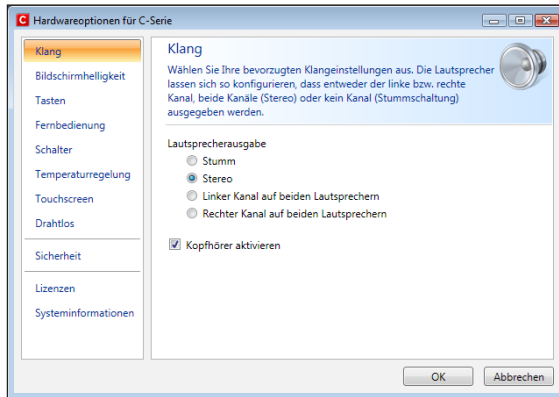 C Hardwareoptionen für C-Serie
Klang
Bildschirmhelligkeit
Tasten
Fernbedienung
Schalter
Temperaturregelung
Touchscreen
Drahtlos
Sicherheit
Lizenzen
Systeminformationen
Klang
Wählen Sie Ihre bevorzugten Klangeinstellungen aus. Die Lautsprecher
lassen sich so konfigurieren, dass entweder der linke bzw. rechte
Kanal, beide Kanäle (Stereo) oder kein Kanal (Stummschaltung)
ausgegeben werden.
Lautsprecherausgabe
Stumm
Stereo
Linker Kanal auf beiden Lautsprechern
Rechter Kanal auf beiden Lautsprechern
Kopfhörer aktivieren
OK Abbrechen